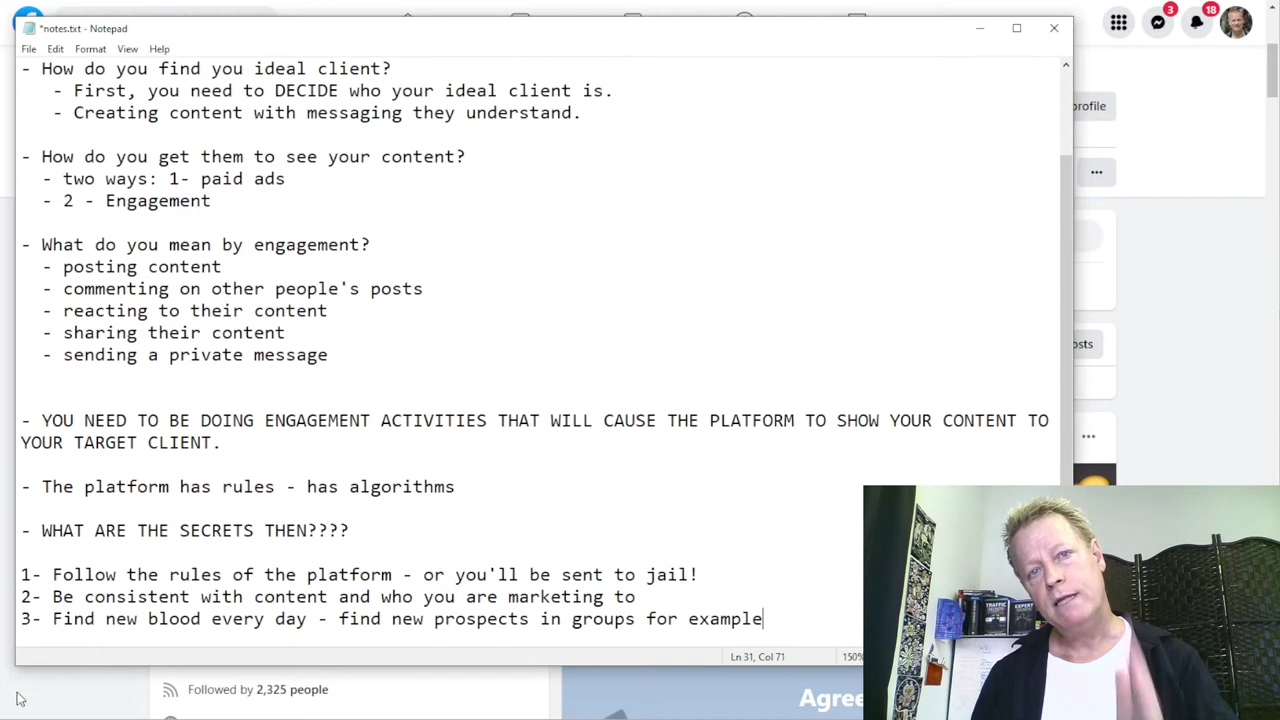 3
18
*notes.txt - Notepad
File Edit Format View Help
- How do you find you ideal client?
- First, you need to DECIDE who your ideal client is.
- Creating content with messaging they understand.
profile
- How do you get them to see your content?
- two ways: 1- paid ads
- 2 - Engagement
- What do you mean by engagement?
- posting content
- commenting on other people's posts
- reacting to their content
- sharing their content
- sending a private message
osts
- YOU NEED TO BE DOING ENGAGEMENT ACTIVITIES THAT WILL CAUSE THE PLATFORM TO SHOW YOUR CONTENT TO
YOUR TARGET CLIENT.
- The platform has rules - has algorithms
- WHAT ARE THE SECRETS THEN????
1- Follow the rules of the platform - or you'll be sent to jail!
2- Be consistent with content and who you are marketing to
3- Find new blood every day - find new prospects in groups for example
TRAFFIC SECRETS
EXPERT SECRETS
Ln 31, Col 71
150%
Followed by 2,325 people
Agree